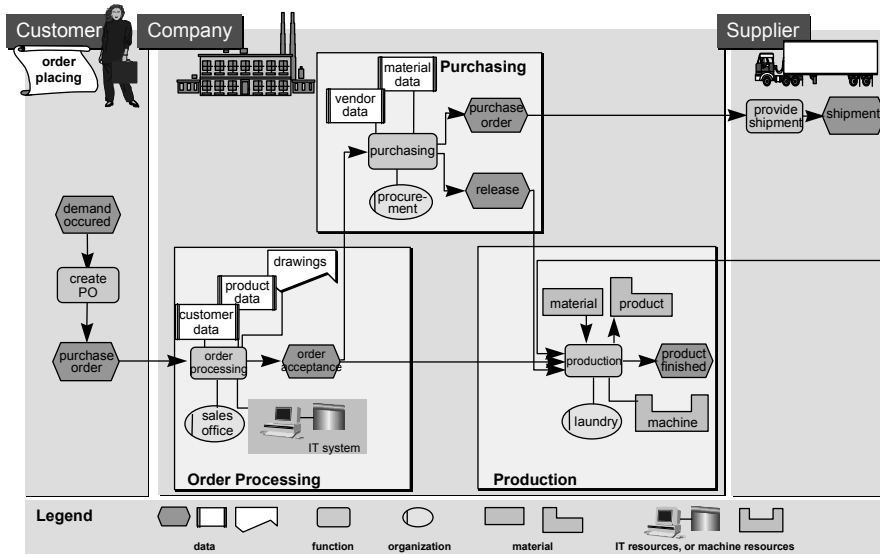 Customer
Company
Supplier
order
placing
Purchasing
material
data
vendor
data
purchasing
procure-
ment
purchase
order
release
provide
shipment
shipment
demand
occured
create
PO
purchase
order
drawings
product
data
customer
data
order
processing
order
acceptance
sales
office
IT system
Order Processing
material
product
production
product
finished
laundry
machine
Production
Legend
data
function
organization
material
IT resources, or machine resources